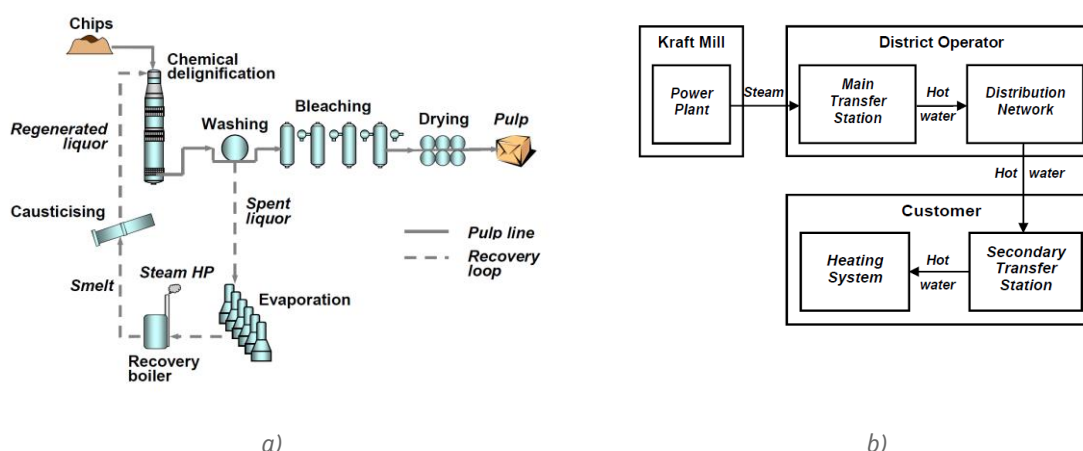 Chips
Chemical
delignification
Regenerated
liquor
Washing
Bleaching
Drying
Pulp
Causticising
Spent
liquor
Pulp line
Recovery
loop
Smelt
Steam HP
Evaporation
Recovery
boiler
a)
Kraft Mill
Power
Plant
Steam
District Operator
Main
Transfer
Station
Hot
water
Distribution
Network
Hot water
Customer
Heating
System
Hot
water
Secondary
Transfer
Station
b)